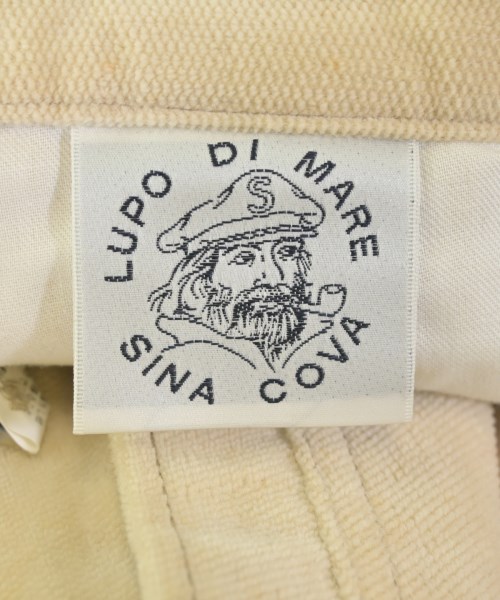 LUPO DI MARE
S
SINA COVA